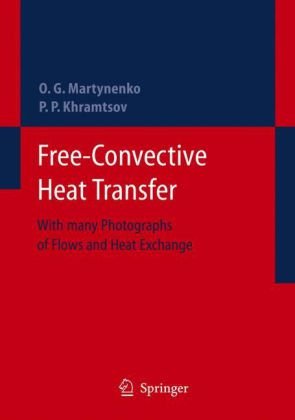 O. G. Martynenko
P. P. Khramtsov
Free-Convective
Heat Transfer
With many Photographs
of Flows and Heat Exchange
Springer